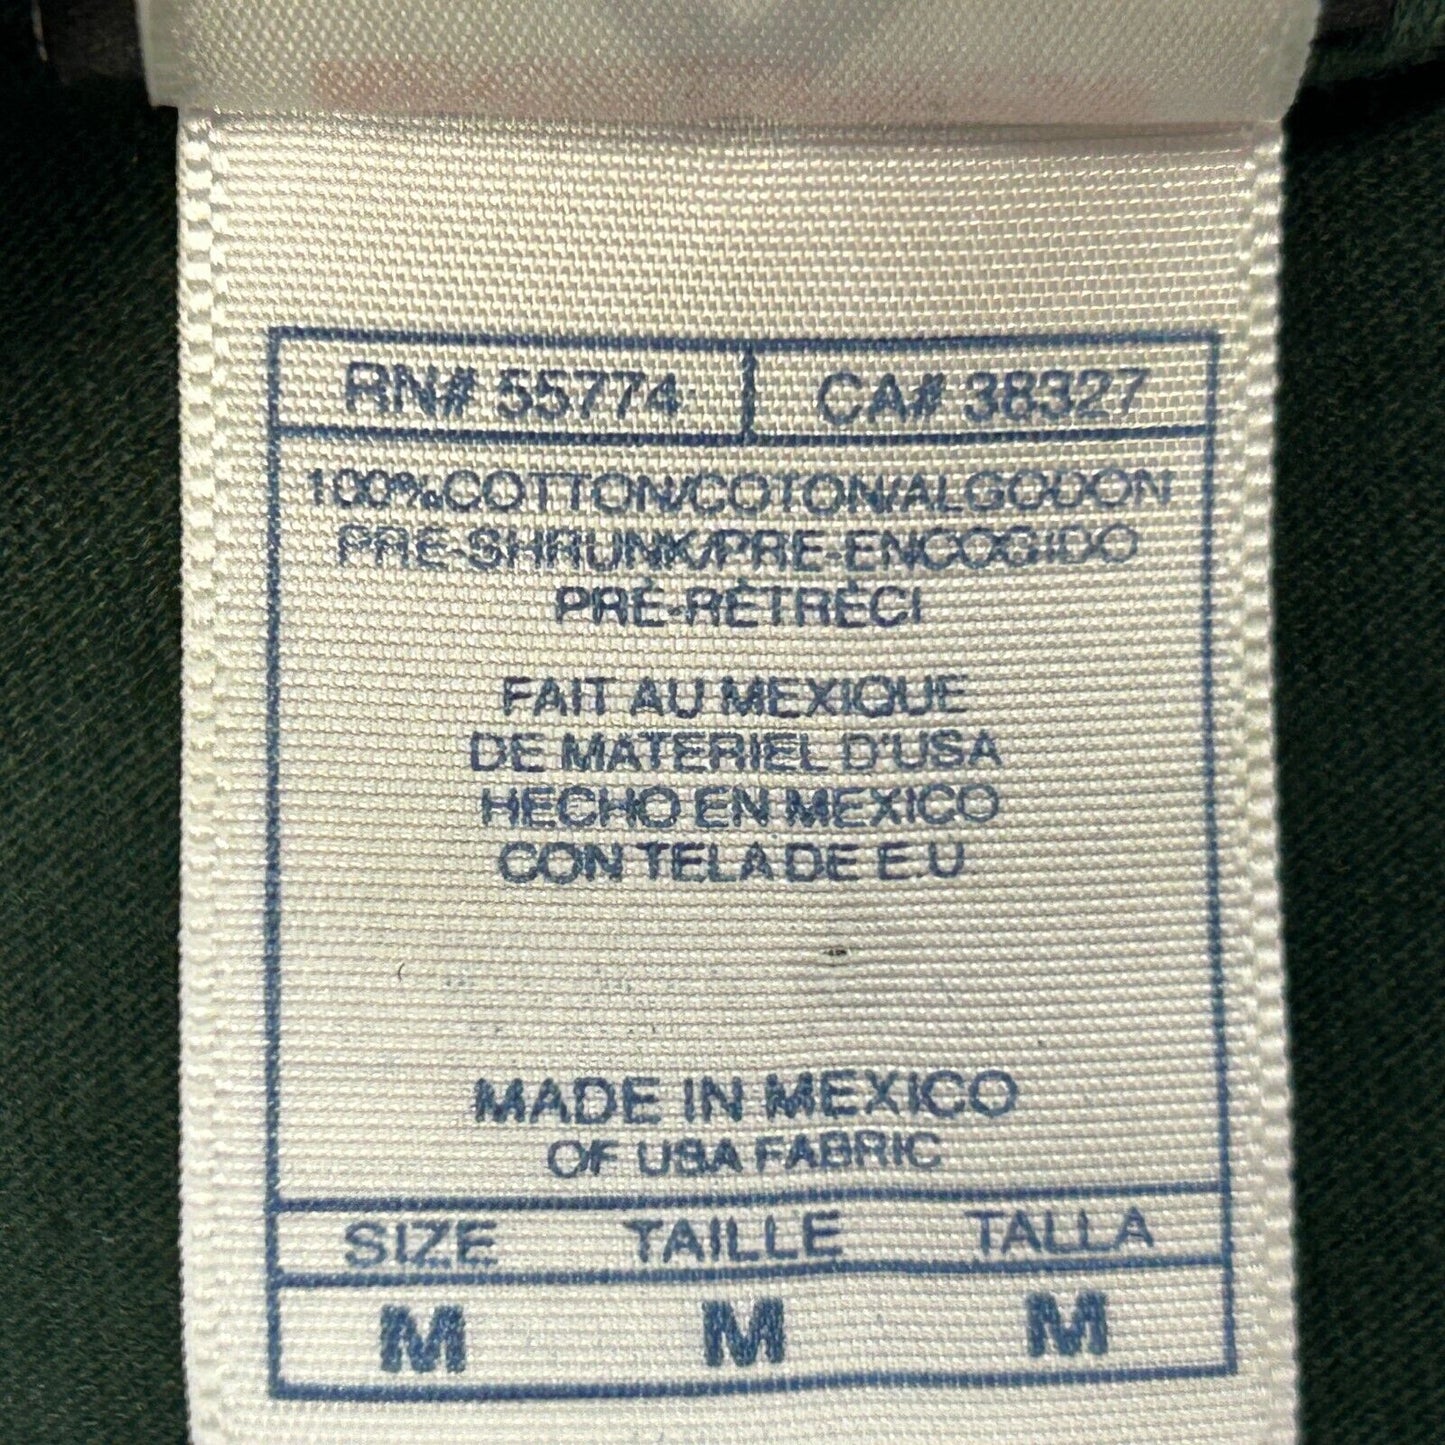 RN# 55774 CA# 38327
100% COTTON/COTON/ALGODÓN
PRE-SHRUNK/PRE-ENCOGIDO
PRÉ-RÉTRÉCI
FAIT AU MEXIQUE
DE MATERIEL D'USA
HECHO EN MEXICO
CON TELA DE E.U
MADE IN MEXICO
OF USA FABRIC
SIZE TAILLE TALLA
M M M